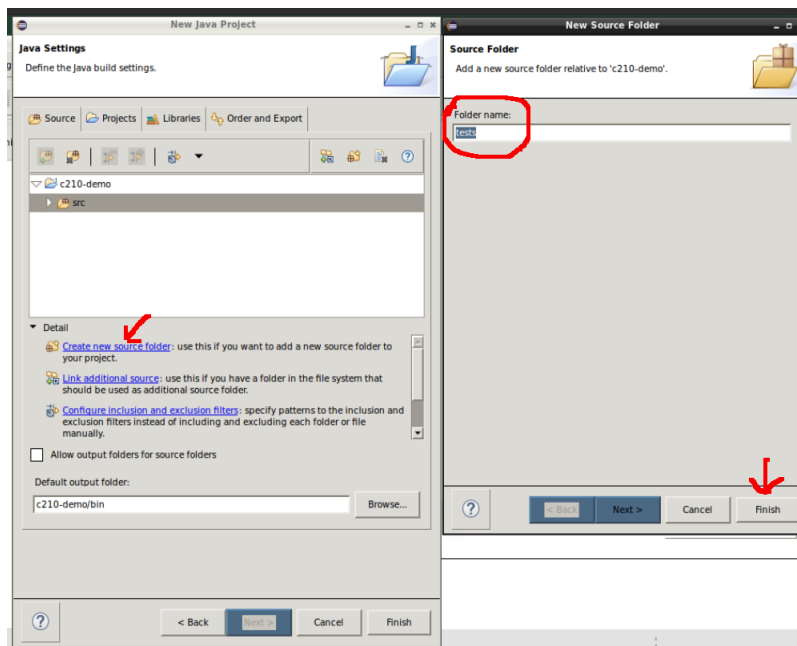 New Java Project
Java Settings
Define the Java build settings.
Source Projects Libraries Order and Export
c210-demo
src
Detail
Create new source folder: use this if you want to add a new source folder to
your project.
Link additional source: use this if you have a folder in the file system that
should be used as additional source folder.
Configure inclusion and exclusion filters: specify patterns to the inclusion and
exclusion filters instead of including and excluding each folder or file
manually.
Allow output folders for source folders
Default output folder:
c210-demo/bin
Browse...
< Back Next > Cancel Finish
New Source Folder
Source Folder
Add a new source folder relative to 'c210-demo'.
Folder name:
tests
< Back Next > Cancel Finish